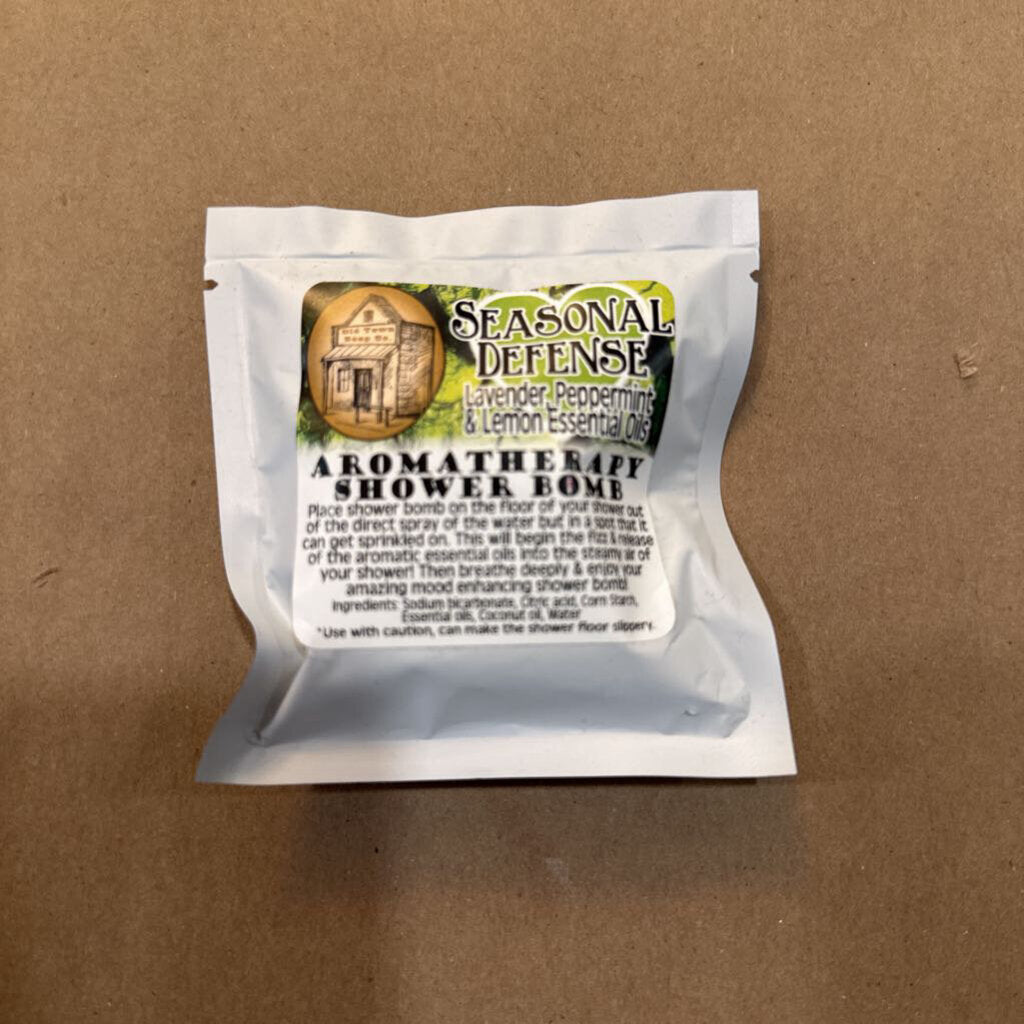 Old Town
Soap Co.
SEASONAL
DEFENSE
Lavender, Peppermint
& Lemon Essential Oils
AROMATHERAPY
SHOWER BOMB
Place shower bomb on the floor of your shower out
of the direct spray of the water but in a spot that it
can get sprinkled on. This will begin the fizz & release
of the aromatic essential oils into the steamy air of
your shower! Then breathe deeply & enjoy your
amazing mood enhancing shower bomb!
Ingredients: Sodium bicarbonate, Citric acid, Corn Starch,
Essential oils, Coconut oil, Water
*Use with caution, can make the shower floor slippery.